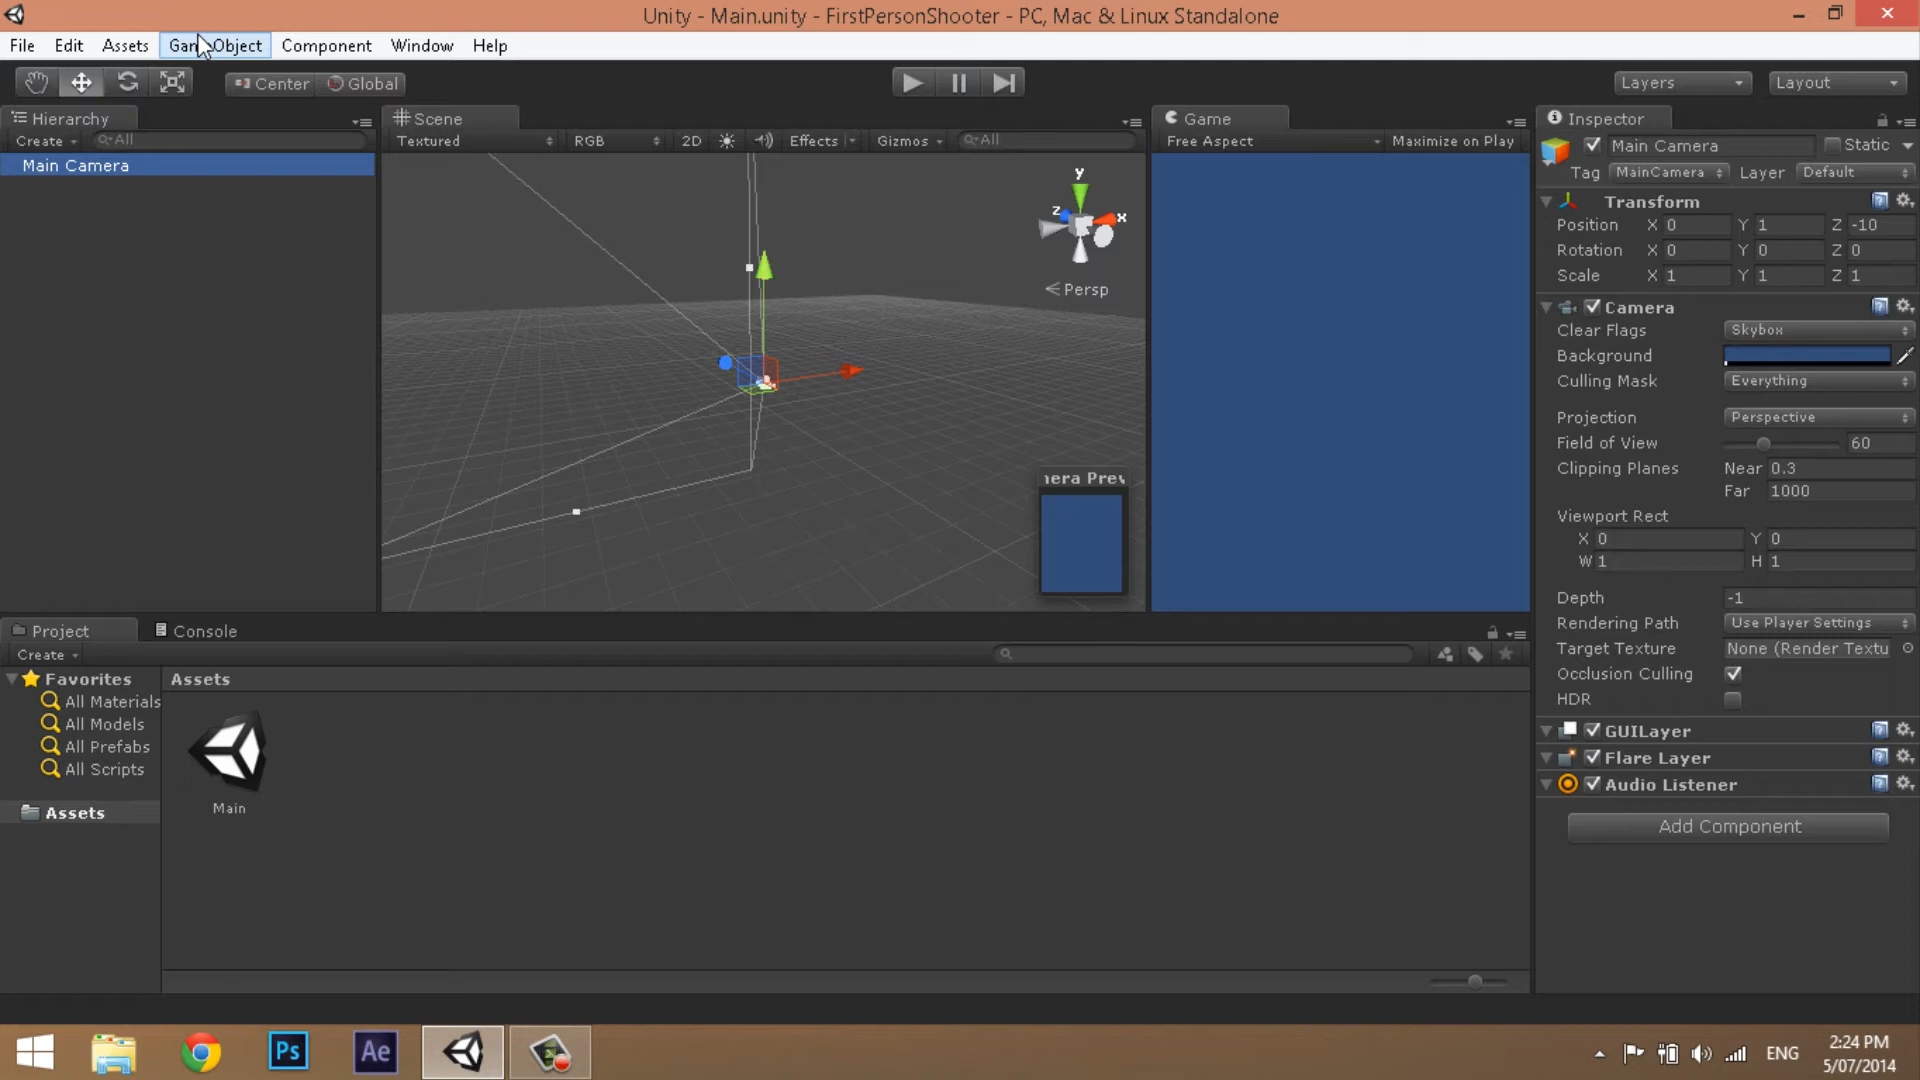 Unity - Main.unity - FirstPersonShooter - PC, Mac & Linux Standalone
File Edit Assets GameObject Component Window Help
Center Global Layers Layout
Hierarchy
Create All
Main Camera
Scene
Textured RGB 2D Effects Gizmos All
y
z x
Persp
nera Prev
Game
Free Aspect Maximize on Play
Inspector
Main Camera Static
Tag MainCamera Layer Default
Transform
Position X 0 Y 1 Z -10
Rotation X 0 Y 0 Z 0
Scale X 1 Y 1 Z 1
Camera
Clear Flags Skybox
Background
Culling Mask Everything
Projection Perspective
Field of View 60
Clipping Planes Near 0.3
Far 1000
Viewport Rect
X 0 Y 0
W 1 H 1
Depth -1
Rendering Path Use Player Settings
Target Texture None (Render Textu
Occlusion Culling
HDR
GUILayer
Flare Layer
Audio Listener
Add Component
Project Console
Create
Favorites
All Materials
All Models
All Prefabs
All Scripts
Assets
Assets
Main
Ps Ae
ENG
2:24 PM
5/07/2014